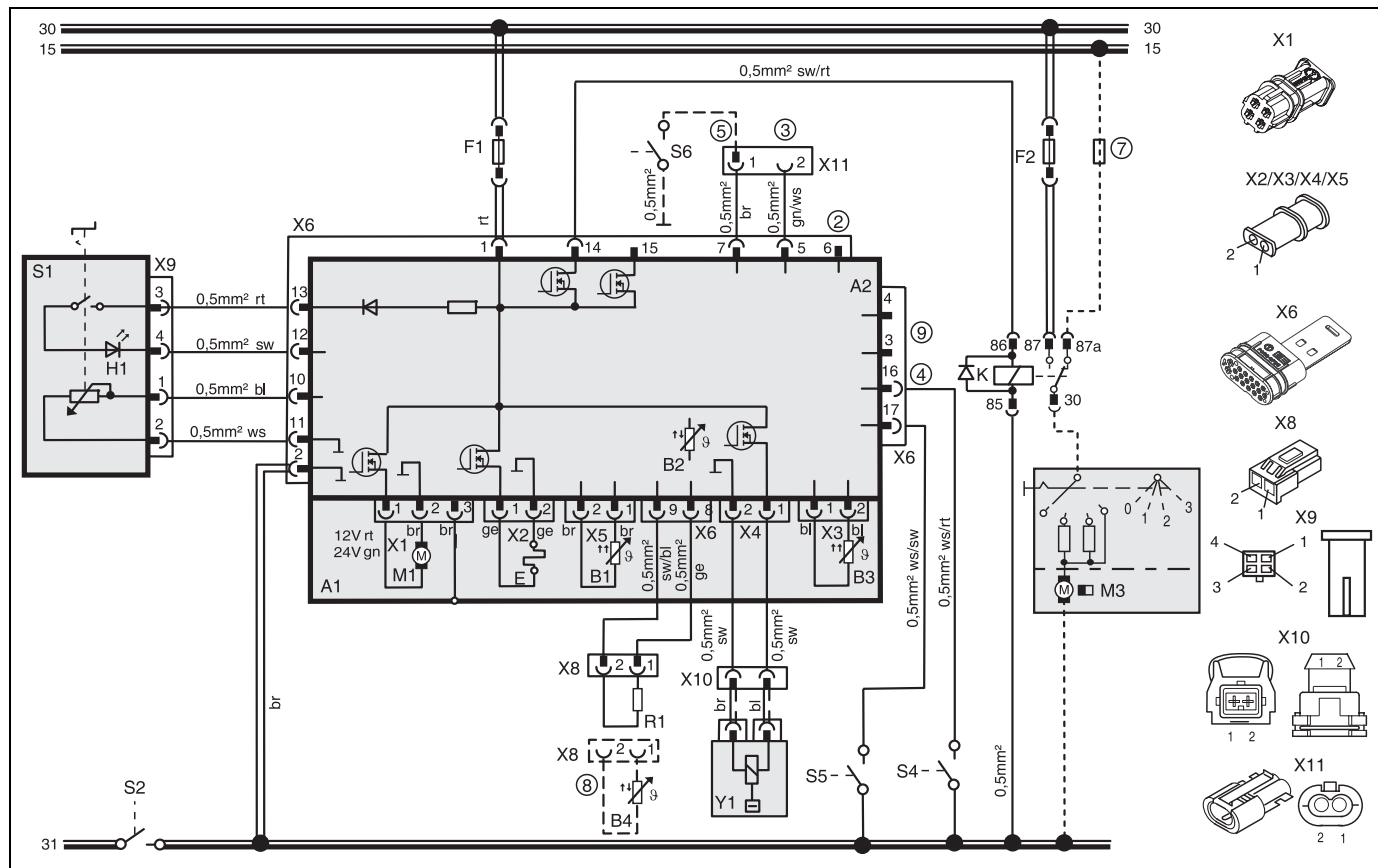 30
30
15
15
X1
0,5mm² sw/rt
F1
S6
⑤
③
1
2
X11
F2
⑦
X2/X3/X4/X5
2
1
0,5mm²
0,5mm²
br
0,5mm²
gn/ws
rt
X6
②
1
14
15
7
5
6
S1
X9
3
0,5mm² rt
13
A2
4
4
0,5mm² sw
12
H1
3
⑨
1
0,5mm² bl
10
16
④
2
0,5mm² ws
11
17
2
X6
B2
ϑ
86
87
87a
K
85
30
X6
X8
2
1
X9
4
1
3
2
1
2
3
1
2
2
1
9
8
2
1
1
2
12V rt
24V gn
br
br
ge
X2
ge
br
X5
br
X6
X4
bl
X3
bl
X1
M
M1
E
B1
ϑ
B3
ϑ
A1
0,5mm²
sw/bl
0,5mm²
ge
0,5mm²
sw
0,5mm²
sw
0,5mm² ws/sw
0,5mm² ws/rt
0
1
2
3
M
M3
X8
2
1
R1
X10
br
bl
X10
1 2
1 2
X8
2
1
⑧
B4
ϑ
Y1
S5
S4
0,5mm²
br
X11
2 1
S2
31